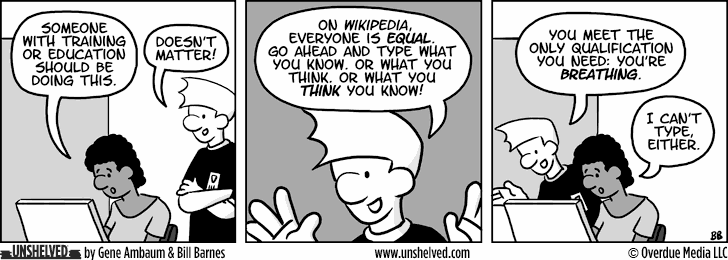 SOMEONE
WITH TRAINING
OR EDUCATION
SHOULD BE
DOING THIS.
DOESN'T
MATTER!
ON WIKIPEDIA,
EVERYONE IS EQUAL.
GO AHEAD AND TYPE WHAT
YOU KNOW. OR WHAT YOU
THINK. OR WHAT YOU
THINK YOU KNOW!
YOU MEET THE
ONLY QUALIFICATION
YOU NEED: YOU'RE
BREATHING.
I CAN'T
TYPE,
EITHER.
BB
UNSHELVED by Gene Ambaum & Bill Barnes
www.unshelved.com
© Overdue Media LLC